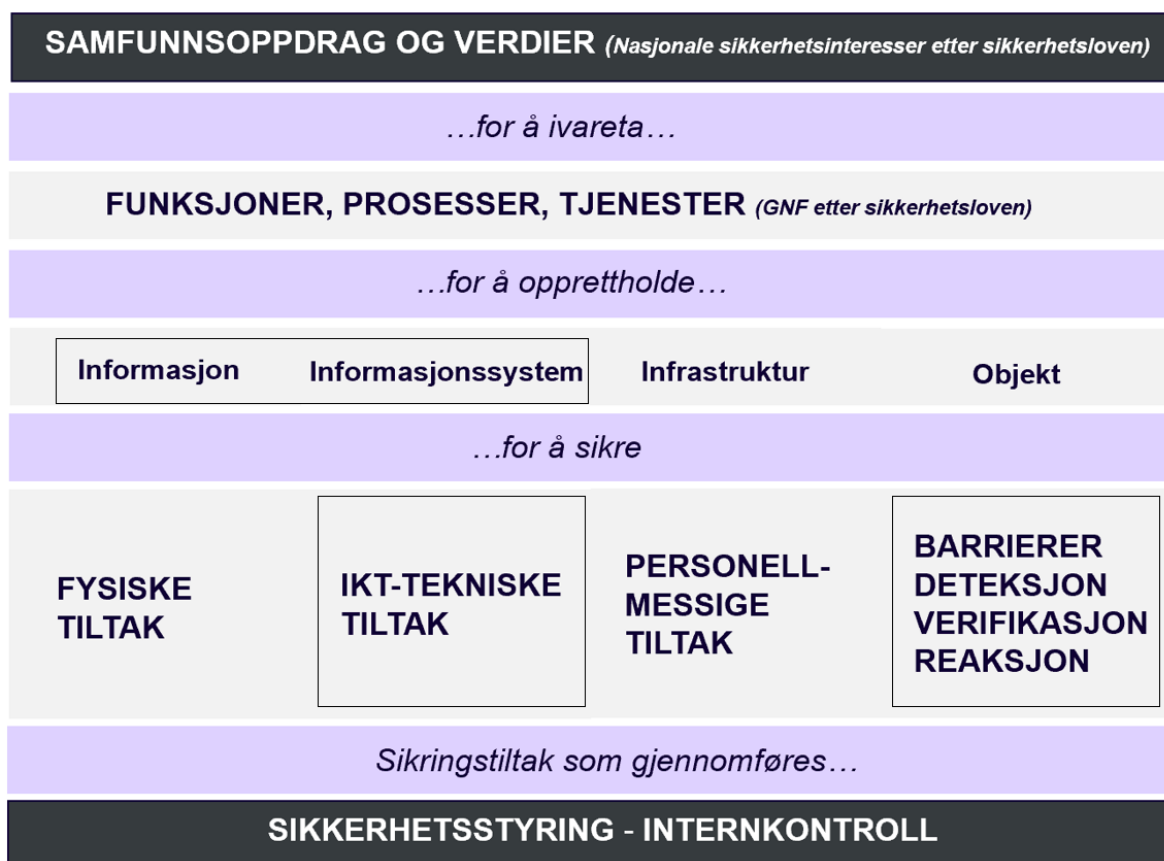 SAMFUNNSOPPDRAG OG VERDIER (Nasjonale sikkerhetsinteresser etter sikkerhetsloven)
…for å ivareta…
FUNKSJONER, PROSESSER, TJENESTER (GNF etter sikkerhetsloven)
…for å opprettholde…
Informasjon Informasjonssystem Infrastruktur Objekt
…for å sikre
FYSISKE
TILTAK
IKT-TEKNISKE
TILTAK
PERSONELL-
MESSIGE
TILTAK
BARRIERER
DETEKSJON
VERIFIKASJON
REAKSJON
Sikringstiltak som gjennomføres…
SIKKERHETSSTYRING - INTERNKONTROLL